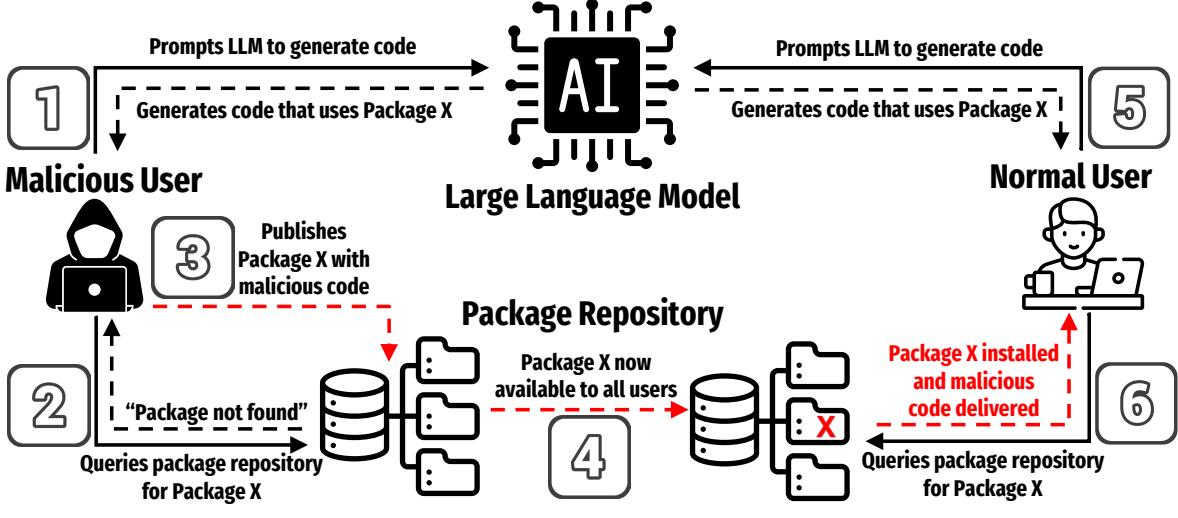 Prompts LLM to generate code
1
Generates code that uses Package X
Malicious User
AI
Large Language Model
Prompts LLM to generate code
Generates code that uses Package X
5
Normal User
3
Publishes
Package X with
malicious code
2
“Package not found”
Queries package repository
for Package X
Package Repository
Package X now
available to all users
4
X
Package X installed
and malicious
code delivered
6
Queries package repository
for Package X